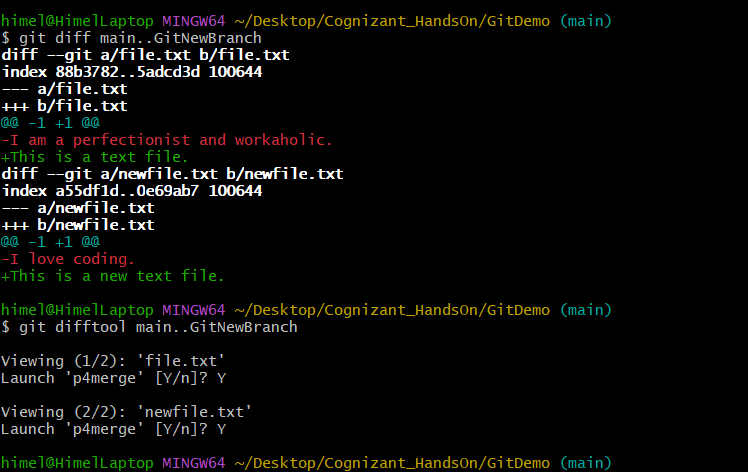 himel@HimelLaptop MINGW64 ~/Desktop/Cognizant_HandsOn/GitDemo (main)
$ git diff main..GitNewBranch
diff --git a/file.txt b/file.txt
index 88b3782..5adcd3d 100644
--- a/file.txt
+++ b/file.txt
@@ -1 +1 @@
-I am a perfectionist and workaholic.
+This is a text file.
diff --git a/newfile.txt b/newfile.txt
index a55df1d..0e69ab7 100644
--- a/newfile.txt
+++ b/newfile.txt
@@ -1 +1 @@
-I love coding.
+This is a new text file.
himel@HimelLaptop MINGW64 ~/Desktop/Cognizant_HandsOn/GitDemo (main)
$ git difftool main..GitNewBranch
Viewing (1/2): 'file.txt'
Launch 'p4merge' [Y/n]? Y
Viewing (2/2): 'newfile.txt'
Launch 'p4merge' [Y/n]? Y
himel@HimelLaptop MINGW64 ~/Desktop/Cognizant_HandsOn/GitDemo (main)